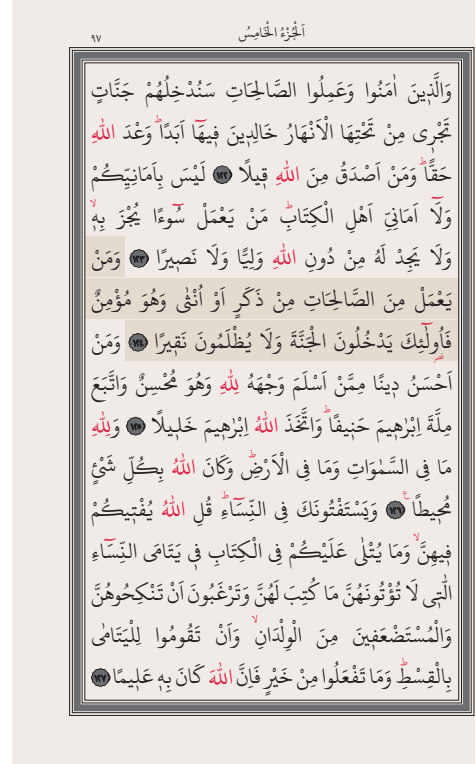 اَلْجُزْءُ الْخَامِسُ
٩٧
وَالَّذ۪ينَ اٰمَنُوا وَعَمِلُوا الصَّالِحَاتِ سَنُدْخِلُهُمْ جَنَّاتٍ
تَجْر۪ى مِنْ تَحْتِهَا الْاَنْهَارُ خَالِد۪ينَ ف۪يهَٓا اَبَدًاۜ وَعْدَ اللّٰهِ
حَقًّاۜ وَمَنْ اَصْدَقُ مِنَ اللّٰهِ ق۪يلًا ﴿١٢٢﴾ لَيْسَ بِاَمَانِيِّكُمْ
وَلَٓا اَمَانِىِّ اَهْلِ الْكِتَابِۜ مَنْ يَعْمَلْ سُٓوءًا يُجْزَ بِه۪ۙ
وَلَا يَجِدْ لَهُ مِنْ دُونِ اللّٰهِ وَلِيًّا وَلَا نَص۪يرًا ﴿١٢٣﴾ وَمَنْ
يَعْمَلْ مِنَ الصَّالِحَاتِ مِنْ ذَكَرٍ اَوْ اُنْثٰى وَهُوَ مُؤْمِنٌ
فَاُو۬لٰٓئِكَ يَدْخُلُونَ الْجَنَّةَ وَلَا يُظْلَمُونَ نَق۪يرًا ﴿١٢٤﴾ وَمَنْ
اَحْسَنُ د۪ينًا مِمَّنْ اَسْلَمَ وَجْهَهُ لِلّٰهِ وَهُوَ مُحْسِنٌ وَاتَّبَعَ
مِلَّةَ اِبْرٰه۪يمَ حَن۪يفًاۜ وَاتَّخَذَ اللّٰهُ اِبْرٰه۪يمَ خَل۪يلًا ﴿١٢٥﴾ وَلِلّٰهِ
مَا فِى السَّمٰوَاتِ وَمَا فِى الْاَرْضِۜ وَكَانَ اللّٰهُ بِكُلِّ شَىْءٍ
مُح۪يطًا۟ ﴿١٢٦﴾ وَيَسْتَفْتُونَكَ فِى النِّسَٓاءِۜ قُلِ اللّٰهُ يُفْت۪يكُمْ
ف۪يهِنَّۙ وَمَا يُتْلٰى عَلَيْكُمْ فِى الْكِتَابِ ف۪ى يَتَامَى النِّسَٓاءِ
الّٰت۪ى لَا تُؤْتُونَهُنَّ مَا كُتِبَ لَهُنَّ وَتَرْغَبُونَ اَنْ تَنْكِحُوهُنَّ
وَالْمُسْتَضْعَف۪ينَ مِنَ الْوِلْدَانِۙ وَاَنْ تَقُومُوا لِلْيَتَامٰى
بِالْقِسْطِۜ وَمَا تَفْعَلُوا مِنْ خَيْرٍ فَاِنَّ اللّٰهَ كَانَ بِه۪ عَل۪يمًا ﴿١٢٧﴾